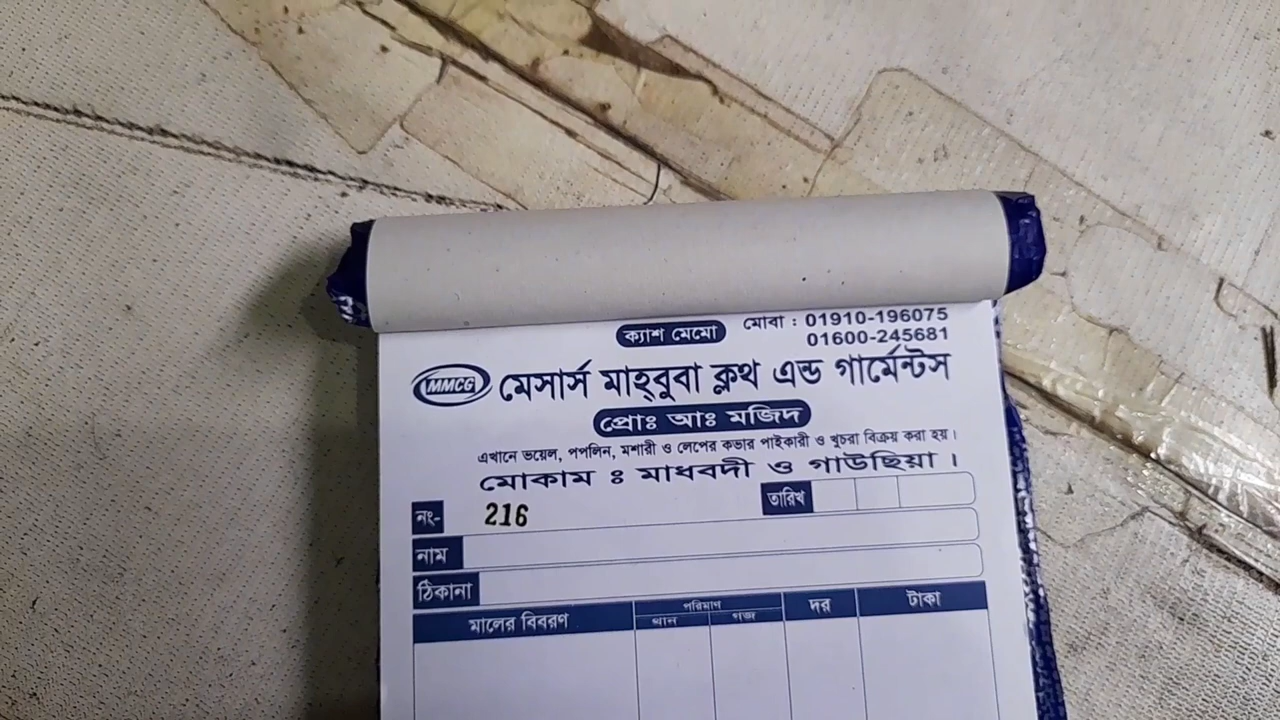 ক্যাশ মেমো
মোবা : 01910-196075
01600-245681
MMCG মেসার্স মাহ্‌বুবা ক্লথ এন্ড গার্মেন্টস
প্রোঃ আঃ মজিদ
এখানে ভয়েল, পপলিন, মশারী ও লেপের কভার পাইকারী ও খুচরা বিক্রয় করা হয়।
মোকাম ঃ মাধবদী ও গাউছিয়া।
নং- 216 তারিখ
নাম
ঠিকানা
মালের বিবরণ পরিমাণ দর টাকা
থান গজ